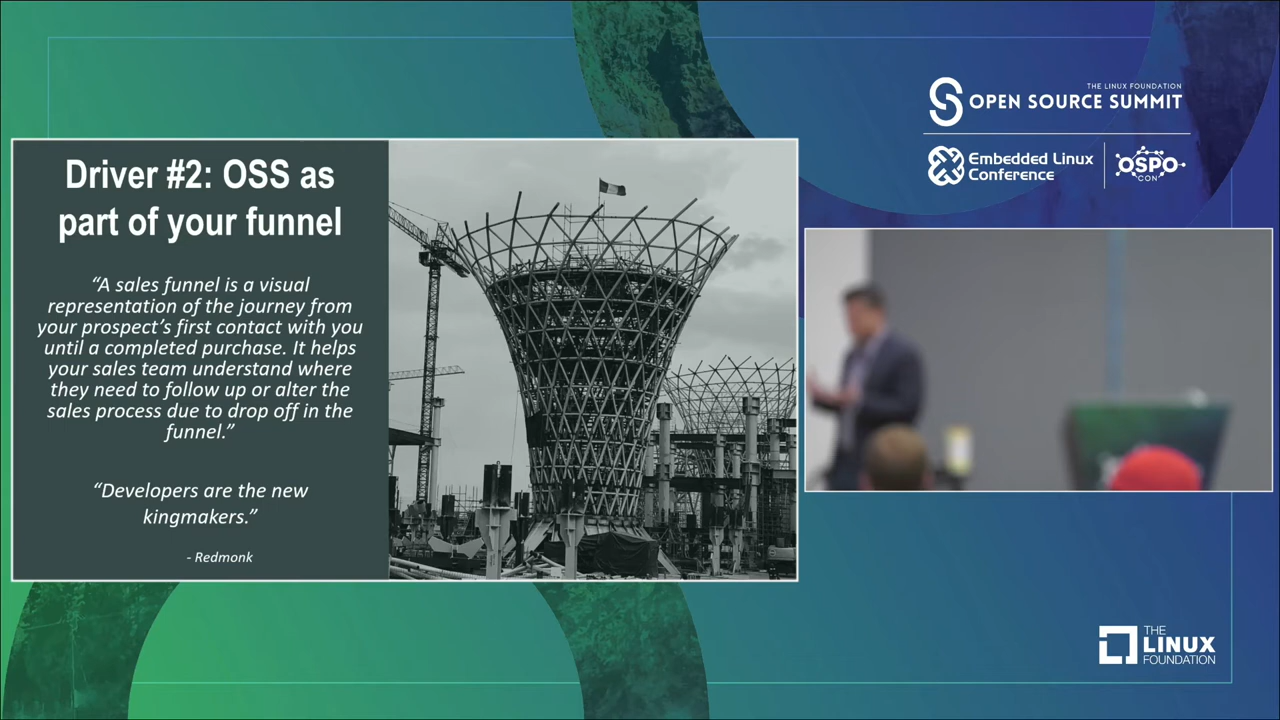 Driver #2: OSS as
part of your funnel
“A sales funnel is a visual
representation of the journey from
your prospect’s first contact with you
until a completed purchase. It helps
your sales team understand where
they need to follow up or alter the
sales process due to drop off in the
funnel.”
“Developers are the new
kingmakers.”
- Redmonk
THE LINUX FOUNDATION
OPEN SOURCE SUMMIT
Embedded Linux
Conference
OSPO
CON
THE
LINUX
FOUNDATION